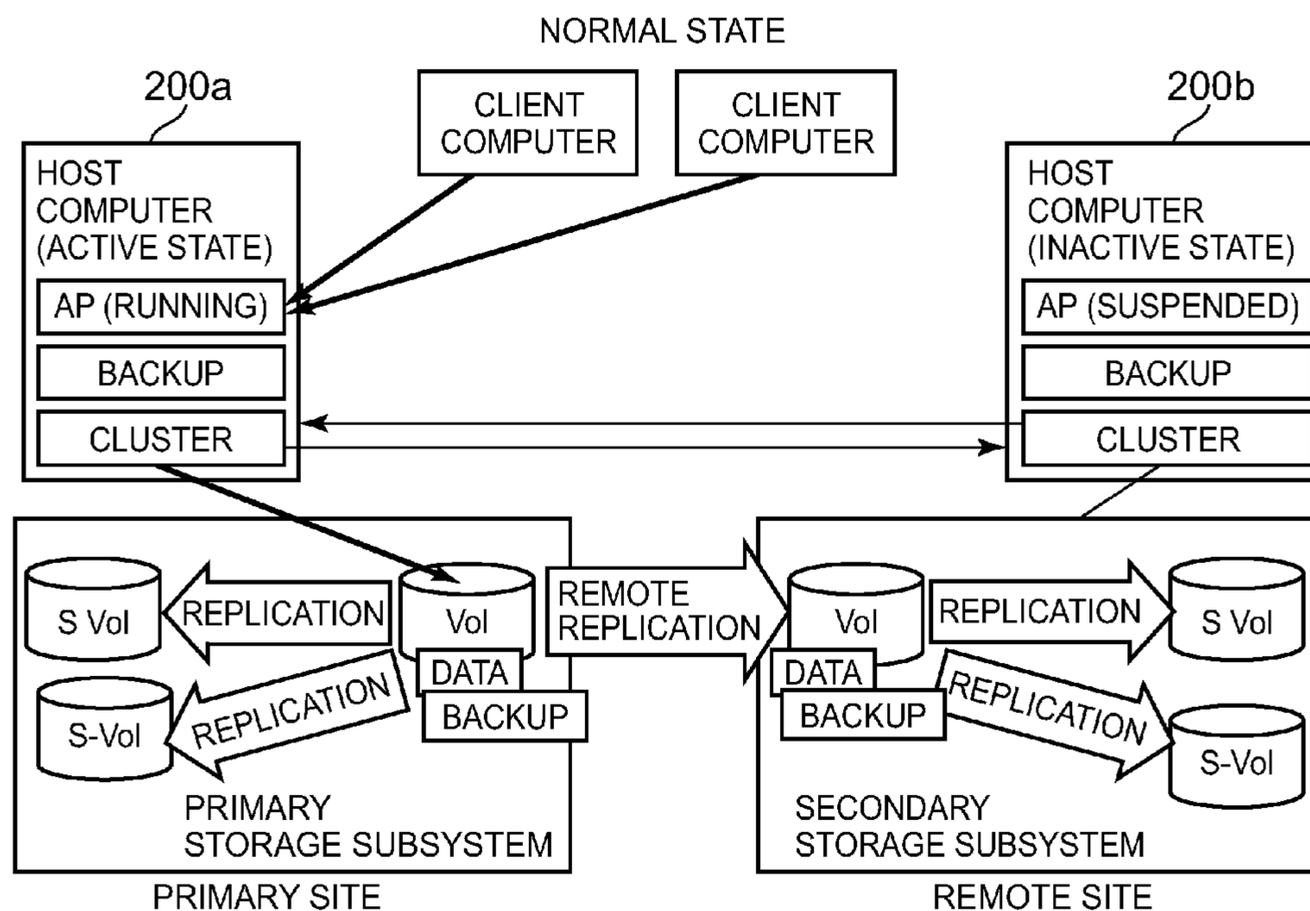 NORMAL STATE
200a
200b
CLIENT
COMPUTER
CLIENT
COMPUTER
HOST
COMPUTER
(ACTIVE STATE)
AP (RUNNING)
BACKUP
CLUSTER
HOST
COMPUTER
(INACTIVE STATE)
AP (SUSPENDED)
BACKUP
CLUSTER
S Vol
REPLICATION
Vol
DATA
BACKUP
S-Vol
REPLICATION
PRIMARY
STORAGE SUBSYSTEM
PRIMARY SITE
REMOTE
REPLICATION
Vol
DATA
BACKUP
REPLICATION
S Vol
REPLICATION
S-Vol
SECONDARY
STORAGE SUBSYSTEM
REMOTE SITE